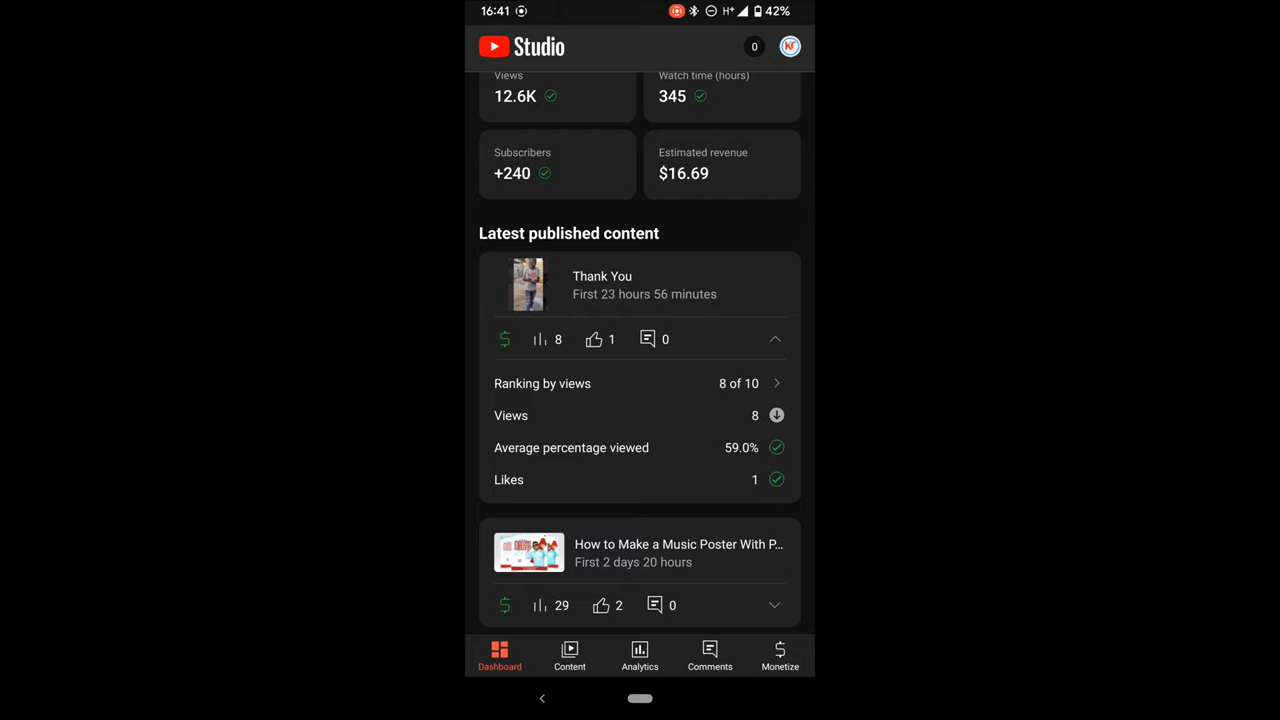 16:41 H+ 42%
Studio 0
Views Watch time (hours)
12.6K 345
Subscribers Estimated revenue
+240 $16.69
Latest published content
Thank You
First 23 hours 56 minutes
8 1 0
Ranking by views 8 of 10
Views 8
Average percentage viewed 59.0%
Likes 1
How to Make a Music Poster With P...
First 2 days 20 hours
29 2 0
Dashboard Content Analytics Comments Monetize